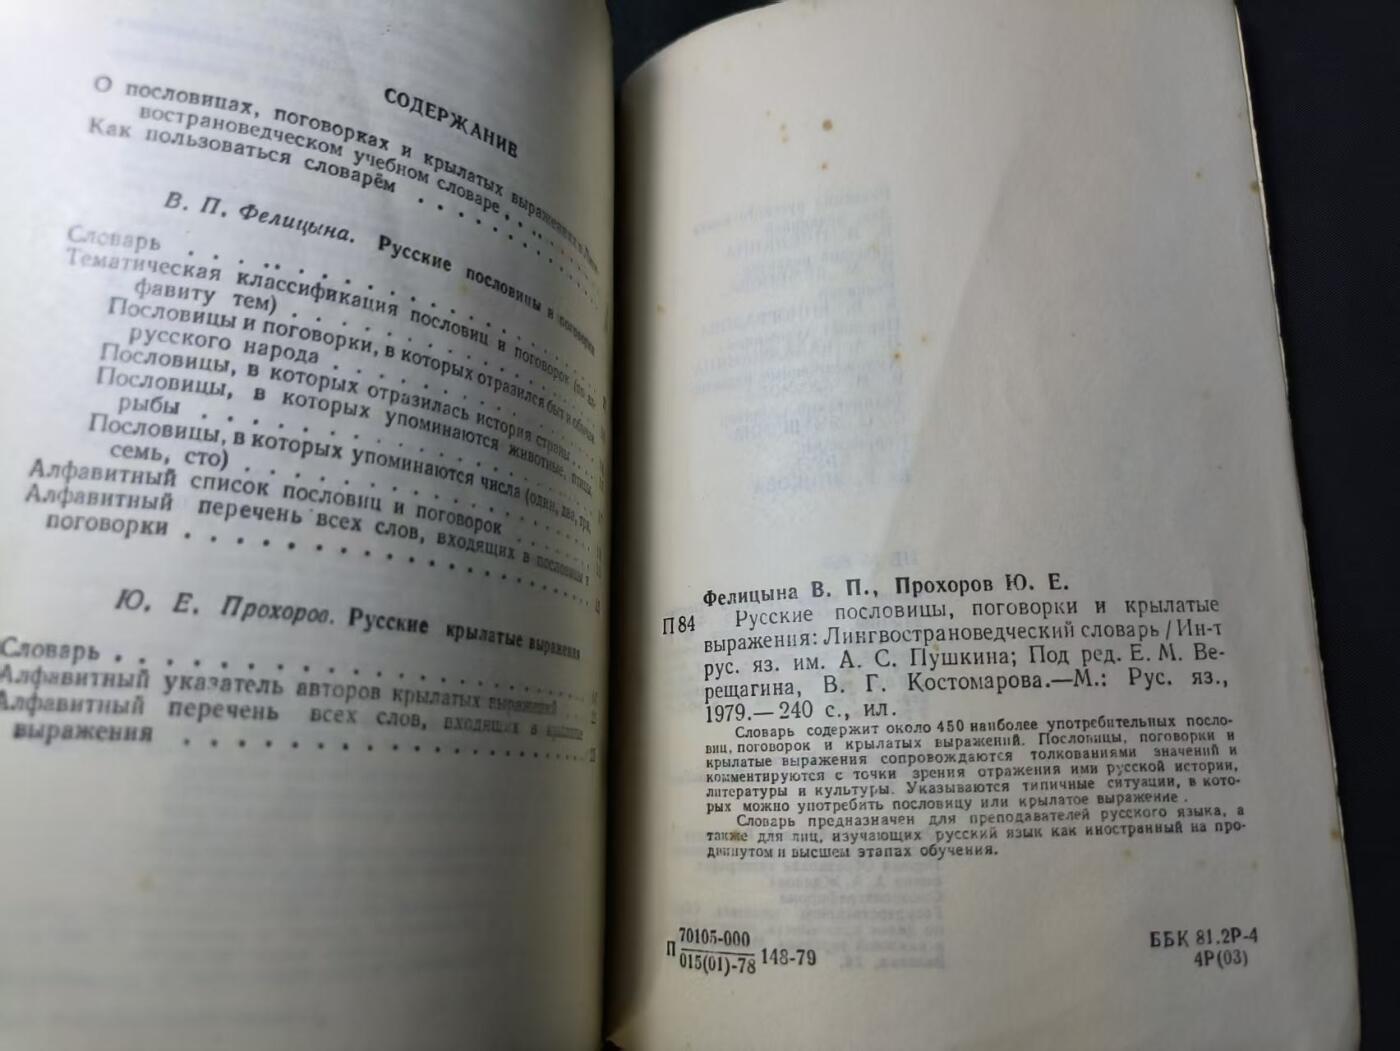 СОДЕРЖАНИЕ
О пословицах, поговорках и крылатых выражениях в Линг-
вострановедческом учебном словаре . . . .
Как пользоваться словарём . . . . . . .
В. П. Фелицына. Русские пословицы и поговорки
Словарь . . . . . . . . . .
Тематическая классификация пословиц и поговорок (по ал-
фавиту тем) . . . . . . . . .
Пословицы и поговорки, в которых отразился быт и обычаи
русского народа . . . . . . . .
Пословицы, в которых отразилась история страны . . .
Пословицы, в которых упоминаются животные, птицы,
рыбы . . . . . . . . . .
Пословицы, в которых упоминаются числа (один, два, три,
семь, сто) . . . . . . . . .
Алфавитный список пословиц и поговорок . . . .
Алфавитный перечень всех слов, входящих в пословицы и
поговорки . . . . . . . . . .
Ю. Е. Прохоров. Русские крылатые выражения
Словарь . . . . . . . . . .
Алфавитный указатель авторов крылатых выражений . .
Алфавитный перечень всех слов, входящих в крылатые
выражения . . . . . . . . . .
Фелицына В. П., Прохоров Ю. Е.
П 84 Русские пословицы, поговорки и крылатые
выражения: Лингвострановедческий словарь / Ин-т
рус. яз. им. А. С. Пушкина; Под ред. Е. М. Ве-
рещагина, В. Г. Костомарова.—М.: Рус. яз.,
1979.— 240 с., ил.
Словарь содержит около 450 наиболее употребительных посло-
виц, поговорок и крылатых выражений. Пословицы, поговорки и
крылатые выражения сопровождаются толкованиями значений и
комментируются с точки зрения отражения ими русской истории,
литературы и культуры. Указываются типичные ситуации, в кото-
рых можно употребить пословицу или крылатое выражение .
Словарь предназначен для преподавателей русского языка, а
также для лиц, изучающих русский язык как иностранный на про-
двинутом и высшем этапах обучения.
70105-000
П 148-79
015(01)-78
ББК 81.2Р-4
4Р(03)